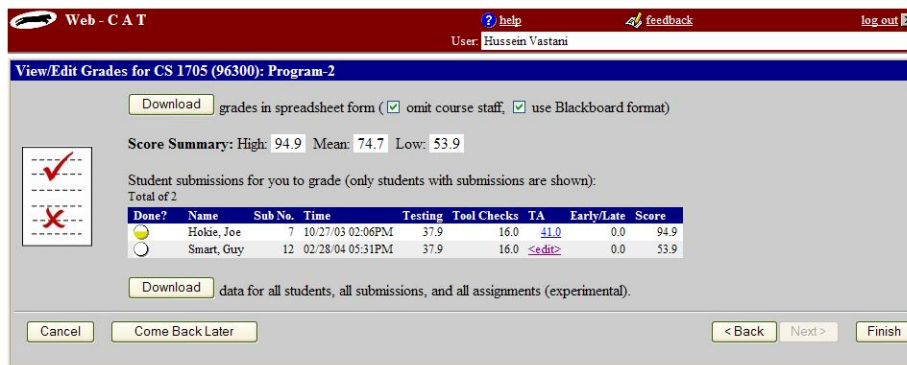 Web - C A T ? help feedback log out
User: Hussein Vastani
View/Edit Grades for CS 1705 (96300): Program-2
Download grades in spreadsheet form ( omit course staff, use Blackboard format)
Score Summary: High: 94.9 Mean: 74.7 Low: 53.9
Student submissions for you to grade (only students with submissions are shown):
Total of 2
Done? Name Sub No. Time Testing Tool Checks TA Early/Late Score
Hokie, Joe 7 10/27/03 02:06PM 37.9 16.0 41.0 0.0 94.9
Smart, Guy 12 02/28/04 05:31PM 37.9 16.0 <edit> 0.0 53.9
Download data for all students, all submissions, and all assignments (experimental).
Cancel Come Back Later < Back Next > Finish